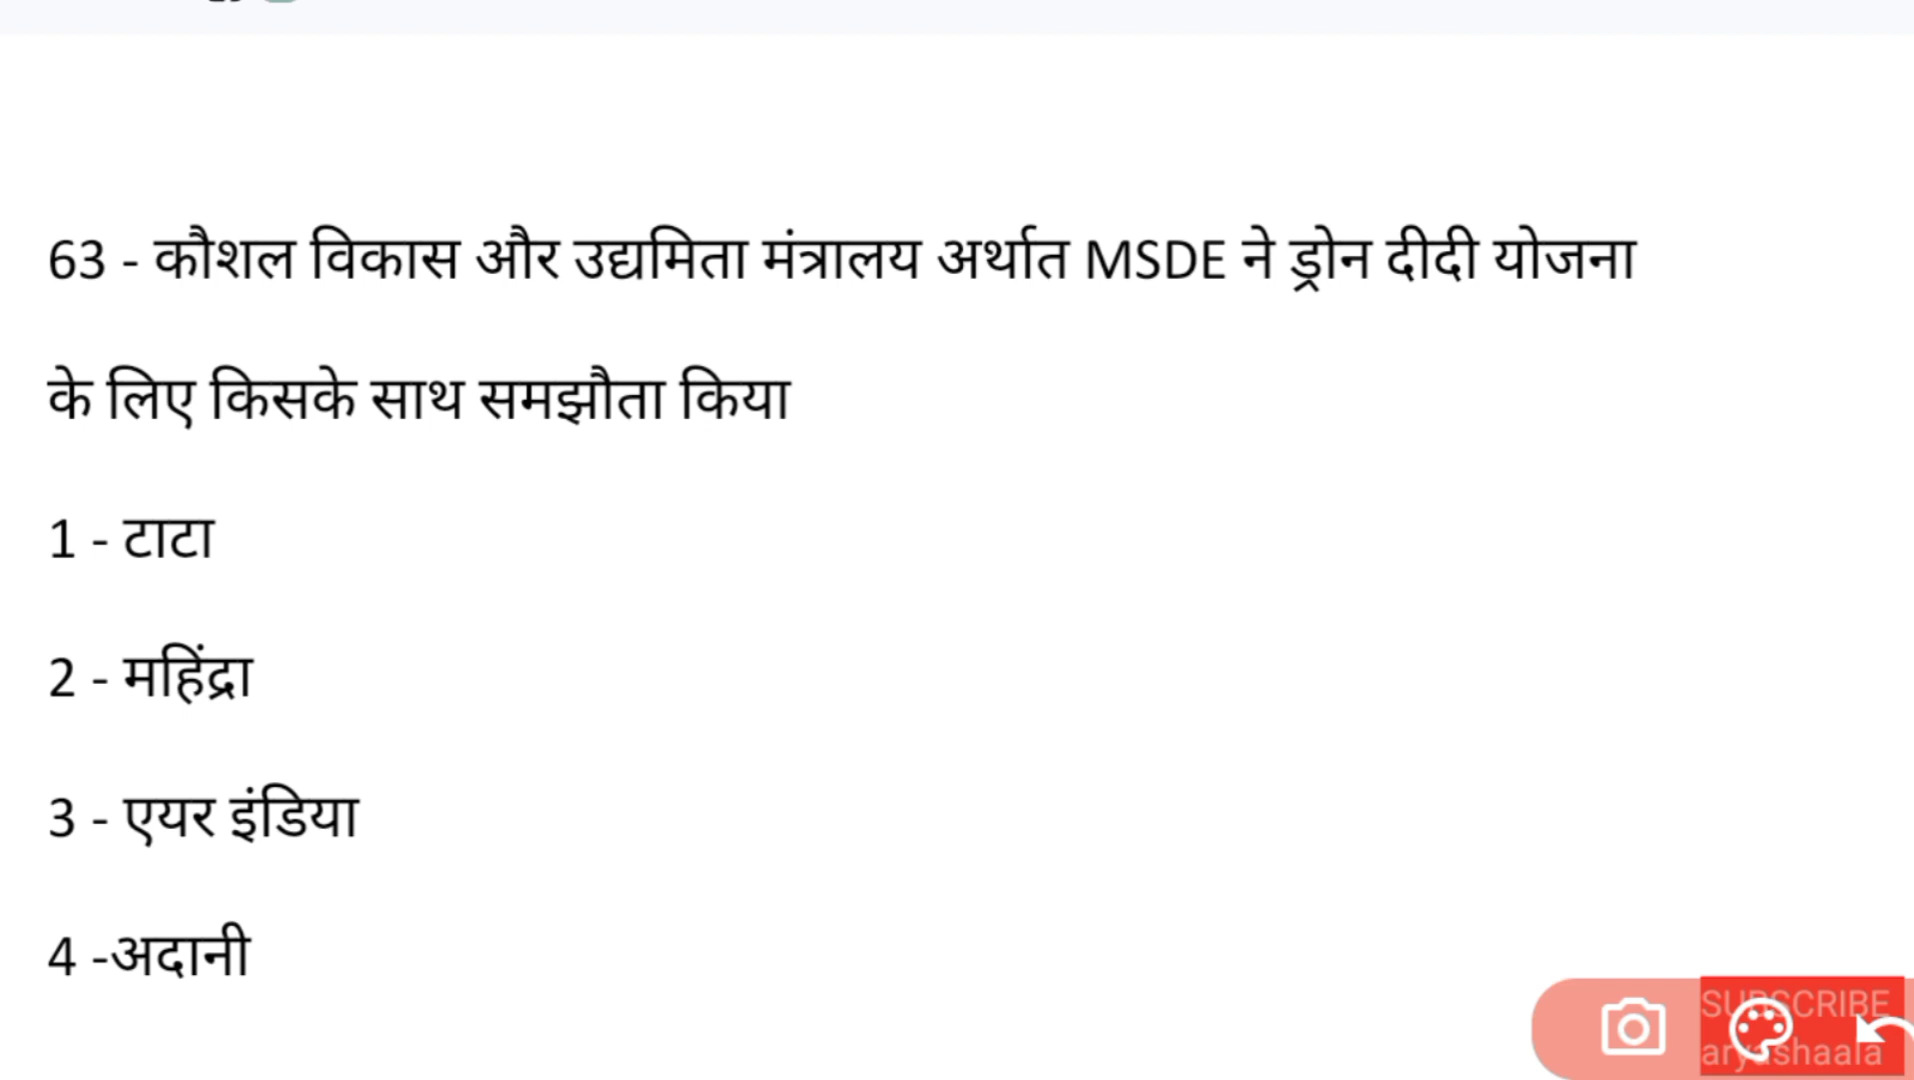 63 - कौशल विकास और उद्यमिता मंत्रालय अर्थात MSDE ने ड्रोन दीदी योजना
के लिए किसके साथ समझौता किया
1 - टाटा
2 - महिंद्रा
3 - एयर इंडिया
4 -अदानी
SUBSCRIBE
aryashaala